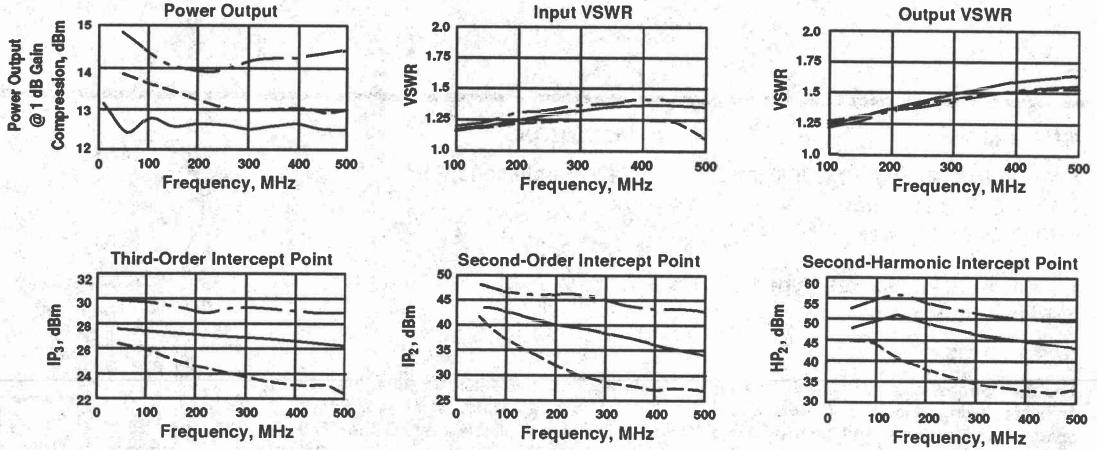 Power Output
Power Output
@ 1 dB Gain
Compression, dBm
15
14
13
12
0 100 200 300 400 500
Frequency, MHz
Input VSWR
VSWR
2.0
1.75
1.5
1.25
1.0
100 200 300 400 500
Frequency, MHz
Output VSWR
VSWR
2.0
1.75
1.5
1.25
1.0
100 200 300 400 500
Frequency, MHz
Third-Order Intercept Point
IP3, dBm
32
30
28
26
24
22
0 100 200 300 400 500
Frequency, MHz
Second-Order Intercept Point
IP2, dBm
50
45
40
35
30
25
0 100 200 300 400 500
Frequency, MHz
Second-Harmonic Intercept Point
HP2, dBm
60
55
50
45
40
35
30
0 100 200 300 400 500
Frequency, MHz